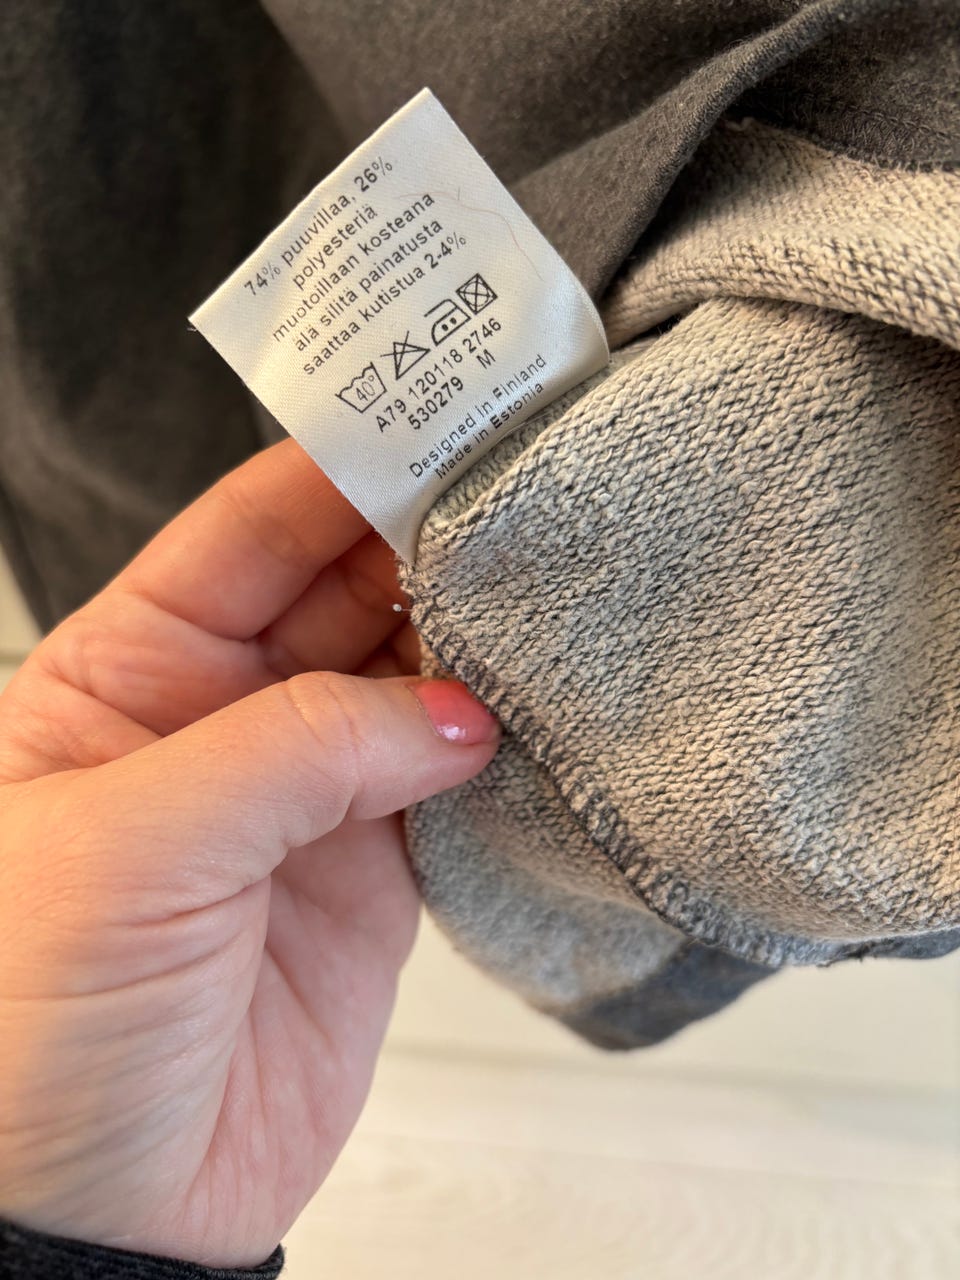 74% puuvillaa, 26%
polyesteriä
muotoillaan kosteana
älä silitä painatusta
saattaa kutistua 2-4%
40°
A79 120118 2746
530279 M
Designed in Finland
Made in Estonia